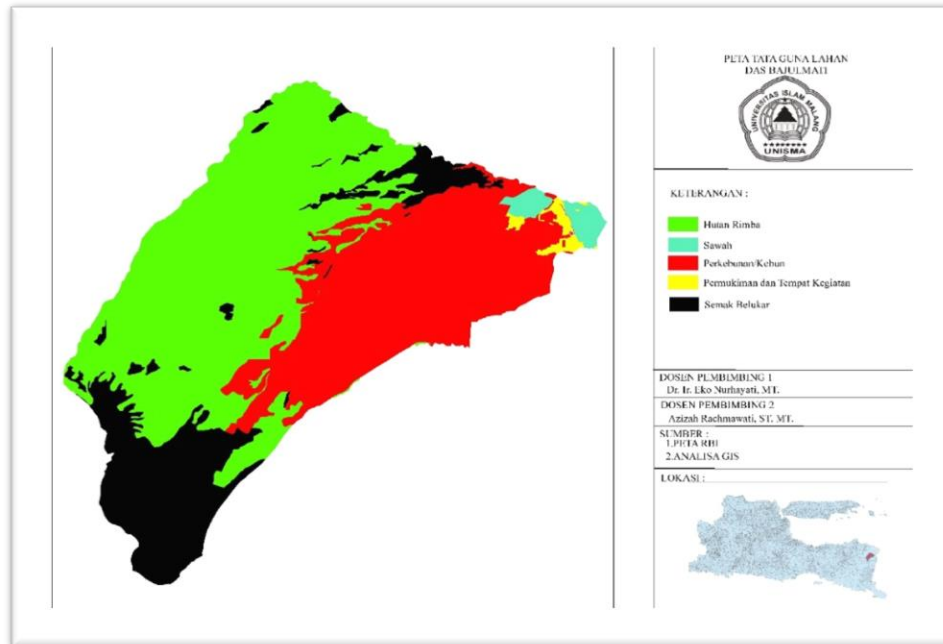 PETA TATA GUNA LAHAN
DAS BAJULMATI
UNIVERSITAS ISLAM MALANG
UNISMA
KETERANGAN :
Hutan Rimba
Sawah
Perkebunan/Kebun
Permukiman dan Tempat Kegiatan
Semak Belukar
DOSEN PEMBIMBING 1
Dr. Ir. Eko Nurhayati, MT.
DOSEN PEMBIMBING 2
Azizah Rachmawati, ST. MT.
SUMBER :
1.PETA RBI
2.ANALISA GIS
LOKASI :